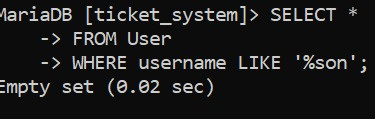 MariaDB [ticket_system]> SELECT *
    -> FROM User
    -> WHERE username LIKE '%son';
Empty set (0.02 sec)